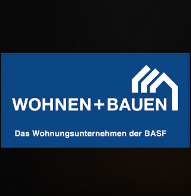 WOHNEN+BAUEN
Das Wohnungsunternehmen der BASF